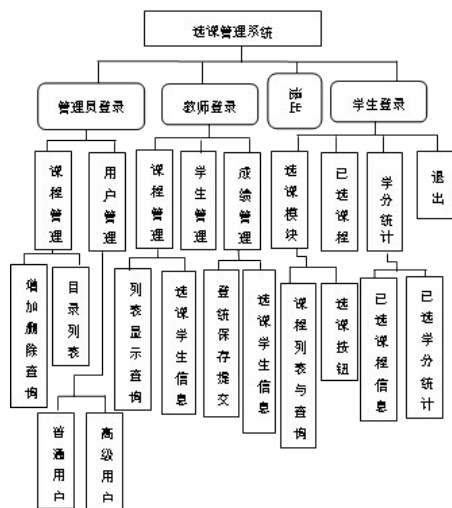 选课管理系统
管理员登录
教师登录
退出
学生登录
课程管理
用户管理
课程管理
学生管理
成绩管理
选课模块
已选课程
学分统计
退出
增加删除查询
目录列表
列表显示查询
选课学生信息
登统保存提交
选课学生信息
课程列表与查询
选课按钮
已选课程信息
已选学分统计
普通用户
高级用户